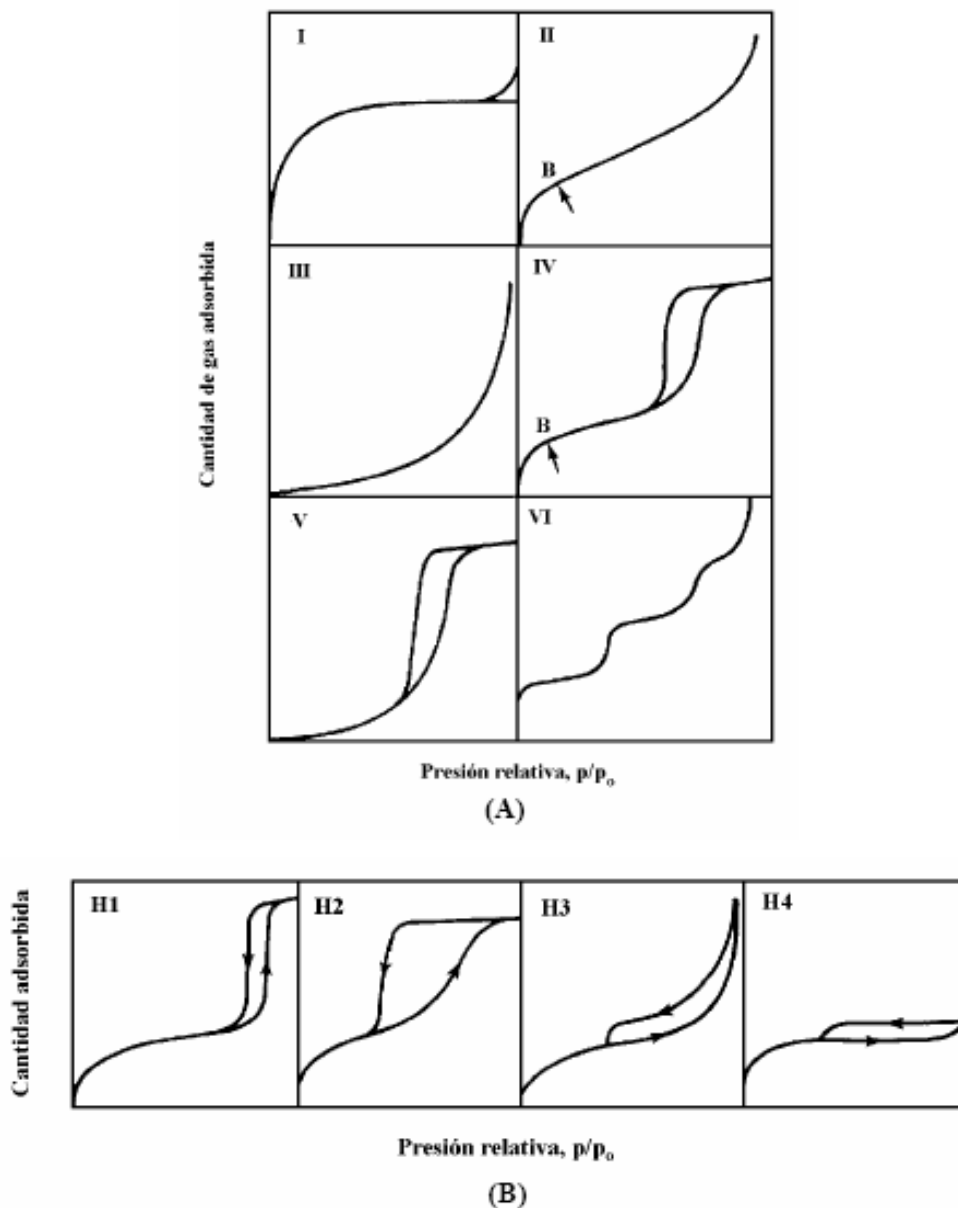 I
II
B
III
IV
B
V
VI
Cantidad de gas adsorbida
Presión relativa, p/p₀
(A)
H1
H2
H3
H4
Cantidad adsorbida
Presión relativa, p/p₀
(B)